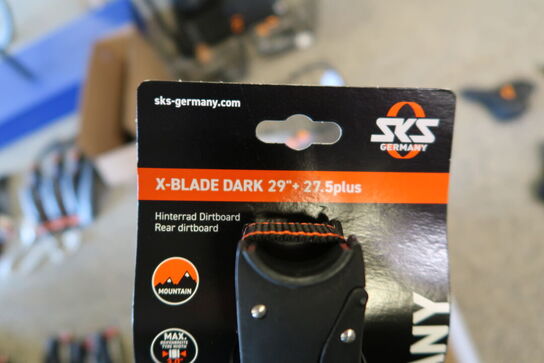 sks-germany.com
SKS
GERMANY
X-BLADE DARK 29"+ 27.5plus
Hinterrad Dirtboard
Rear dirtboard
MOUNTAIN
MAX.